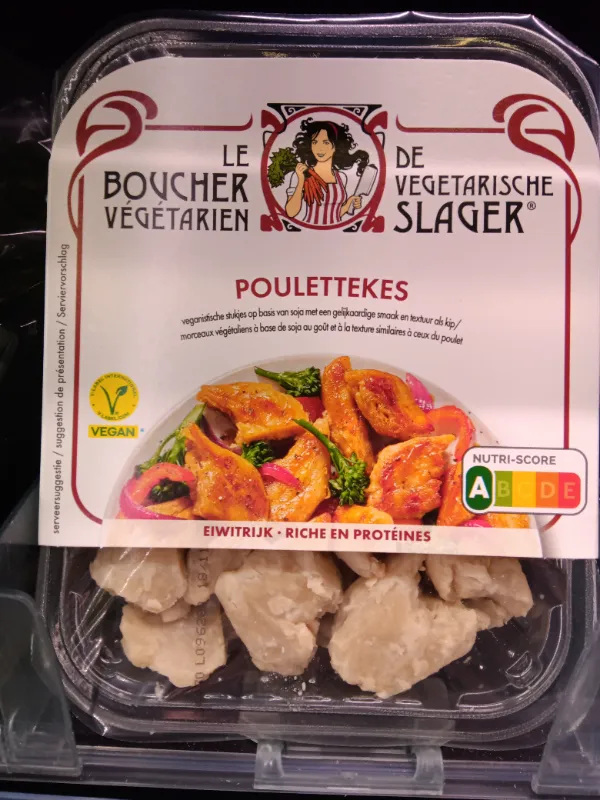 LE
BOUCHER
VÉGÉTARIEN
DE
VEGETARISCHE
SLAGER®
POULETTEKES
veganistische stukjes op basis van soja met een gelijkaardige smaak en textuur als kip/
morceaux végétaliens à base de soja au goût et à la texture similaires à ceux du poulet
serveersuggestie / suggestion de présentation / Serviervorschlag
VEGAN
NUTRI-SCORE
A B C D E
EIWITRIJK • RICHE EN PROTÉINES